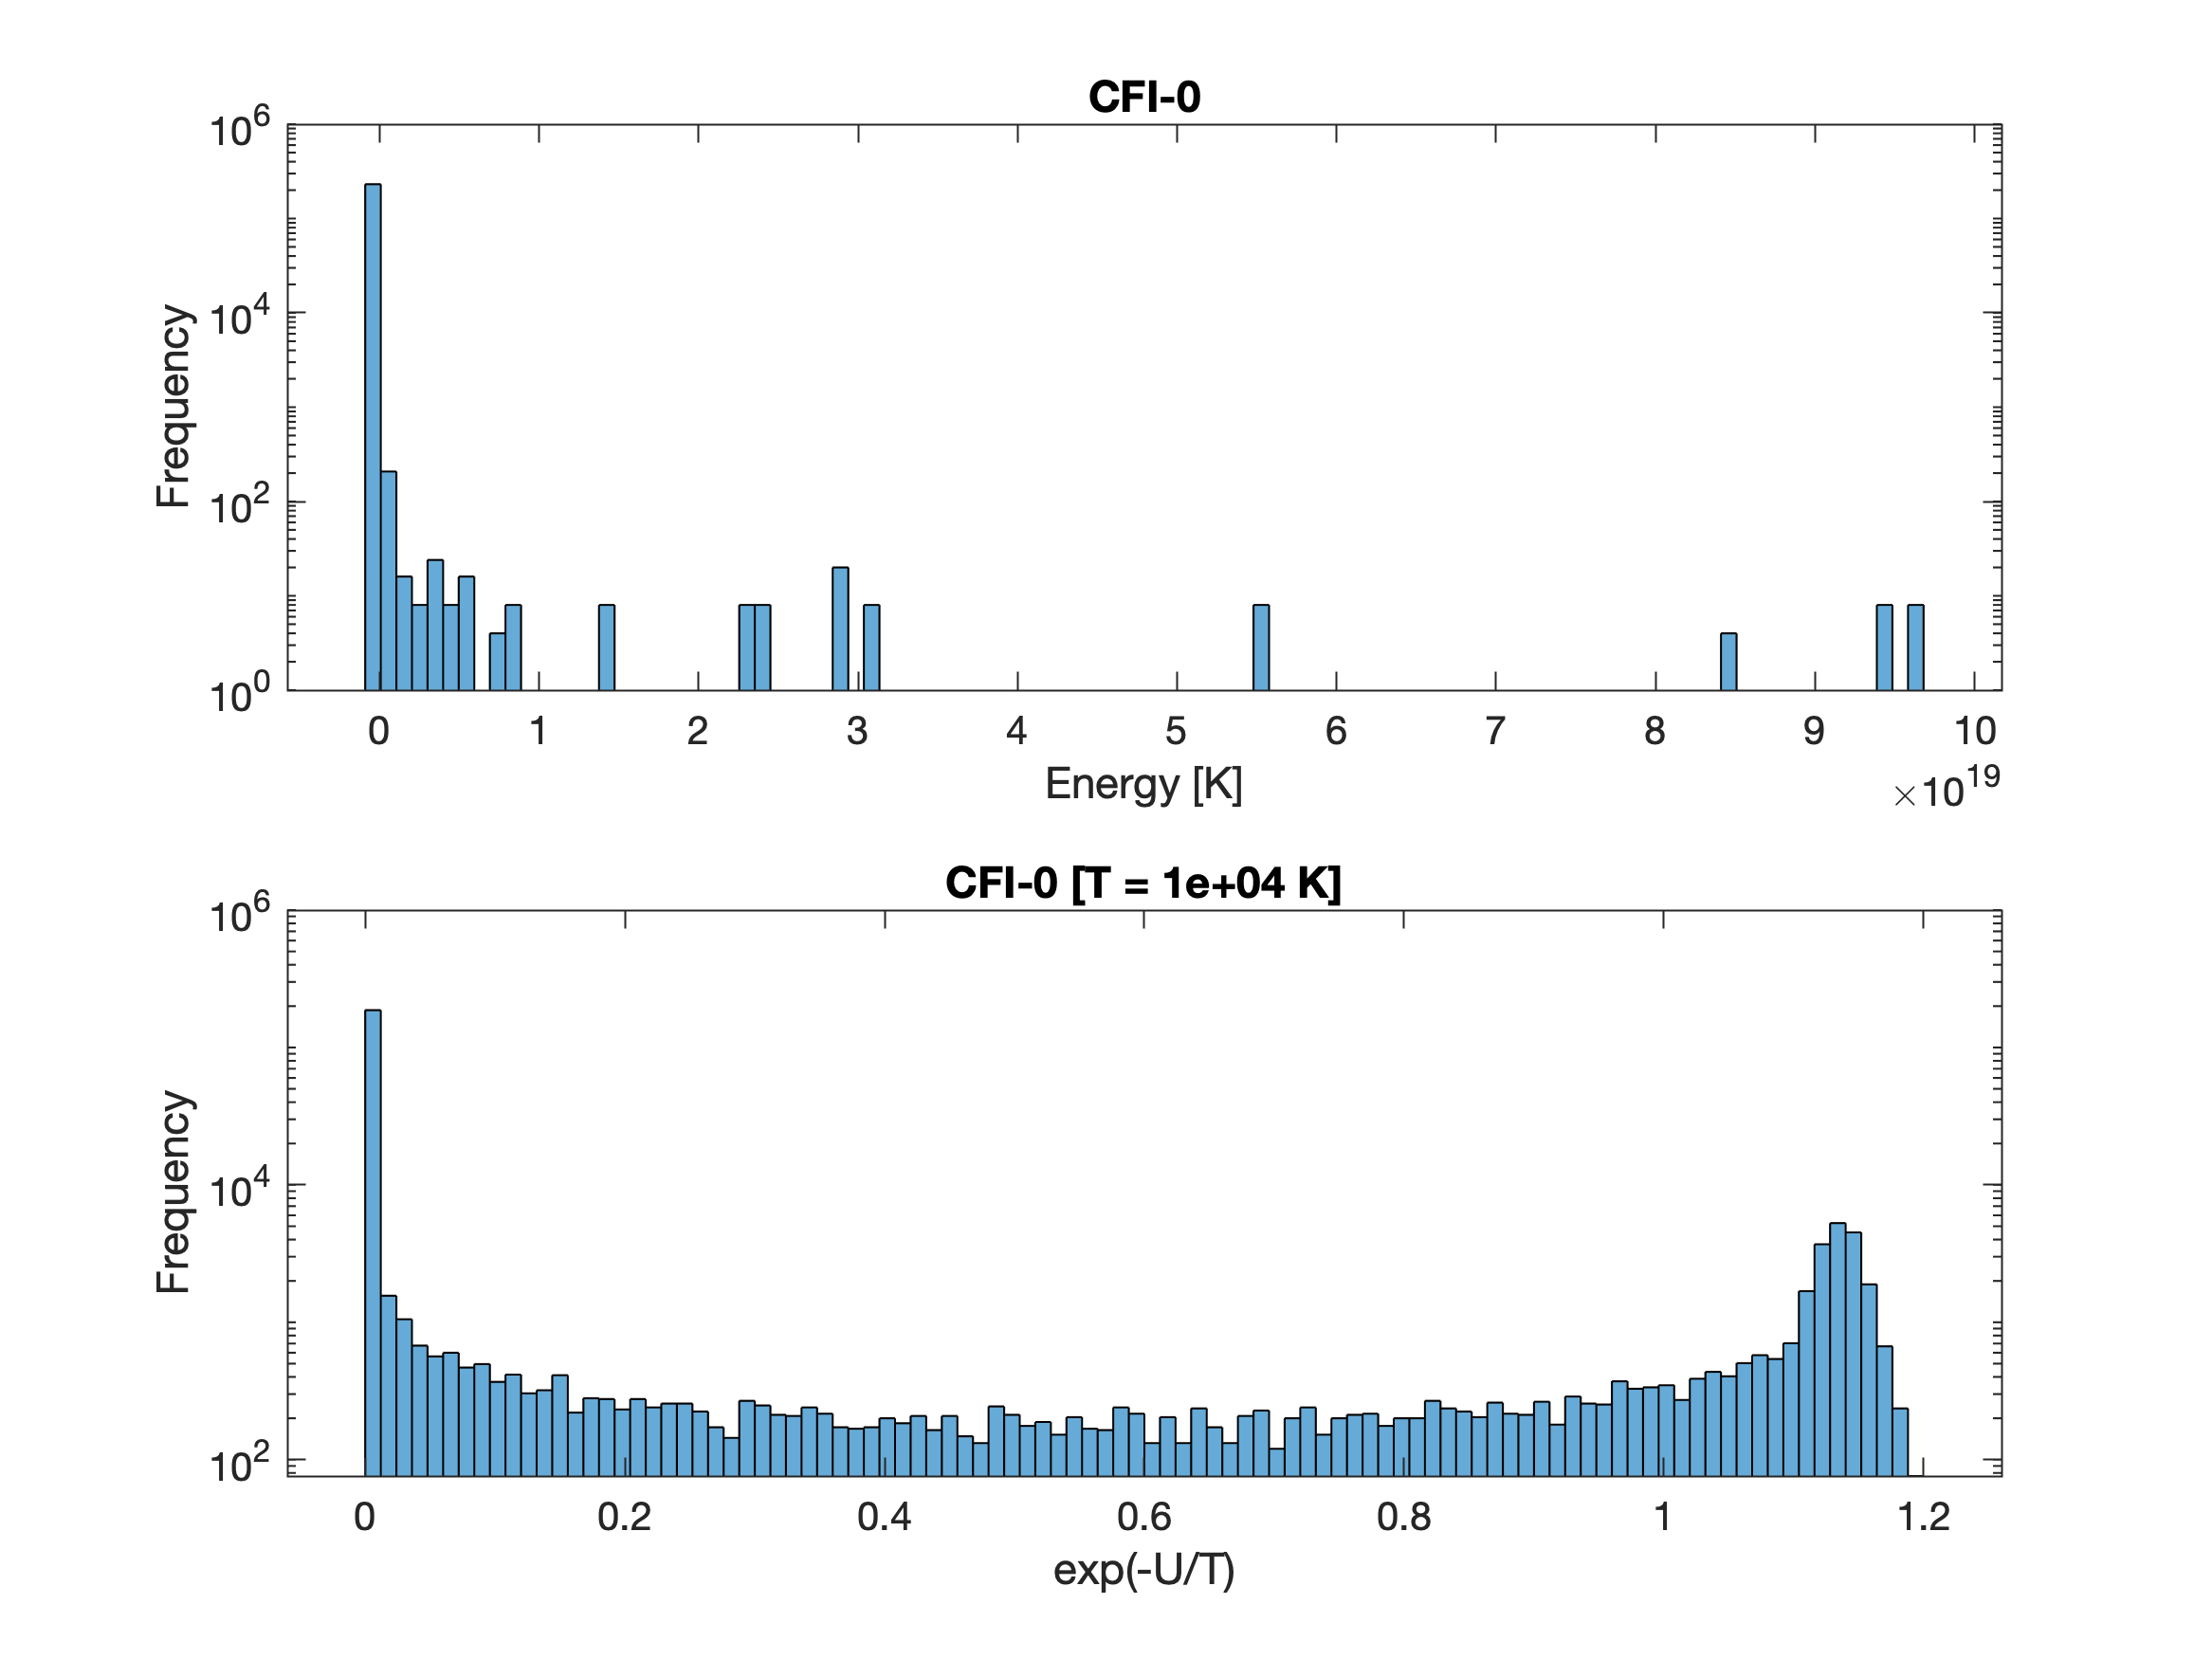 CFI-0
10^6
10^4
10^2
10^0
Frequency
0 1 2 3 4 5 6 7 8 9 10
Energy [K]
×10^19
CFI-0 [T = 1e+04 K]
10^6
10^4
10^2
Frequency
0 0.2 0.4 0.6 0.8 1 1.2
exp(-U/T)